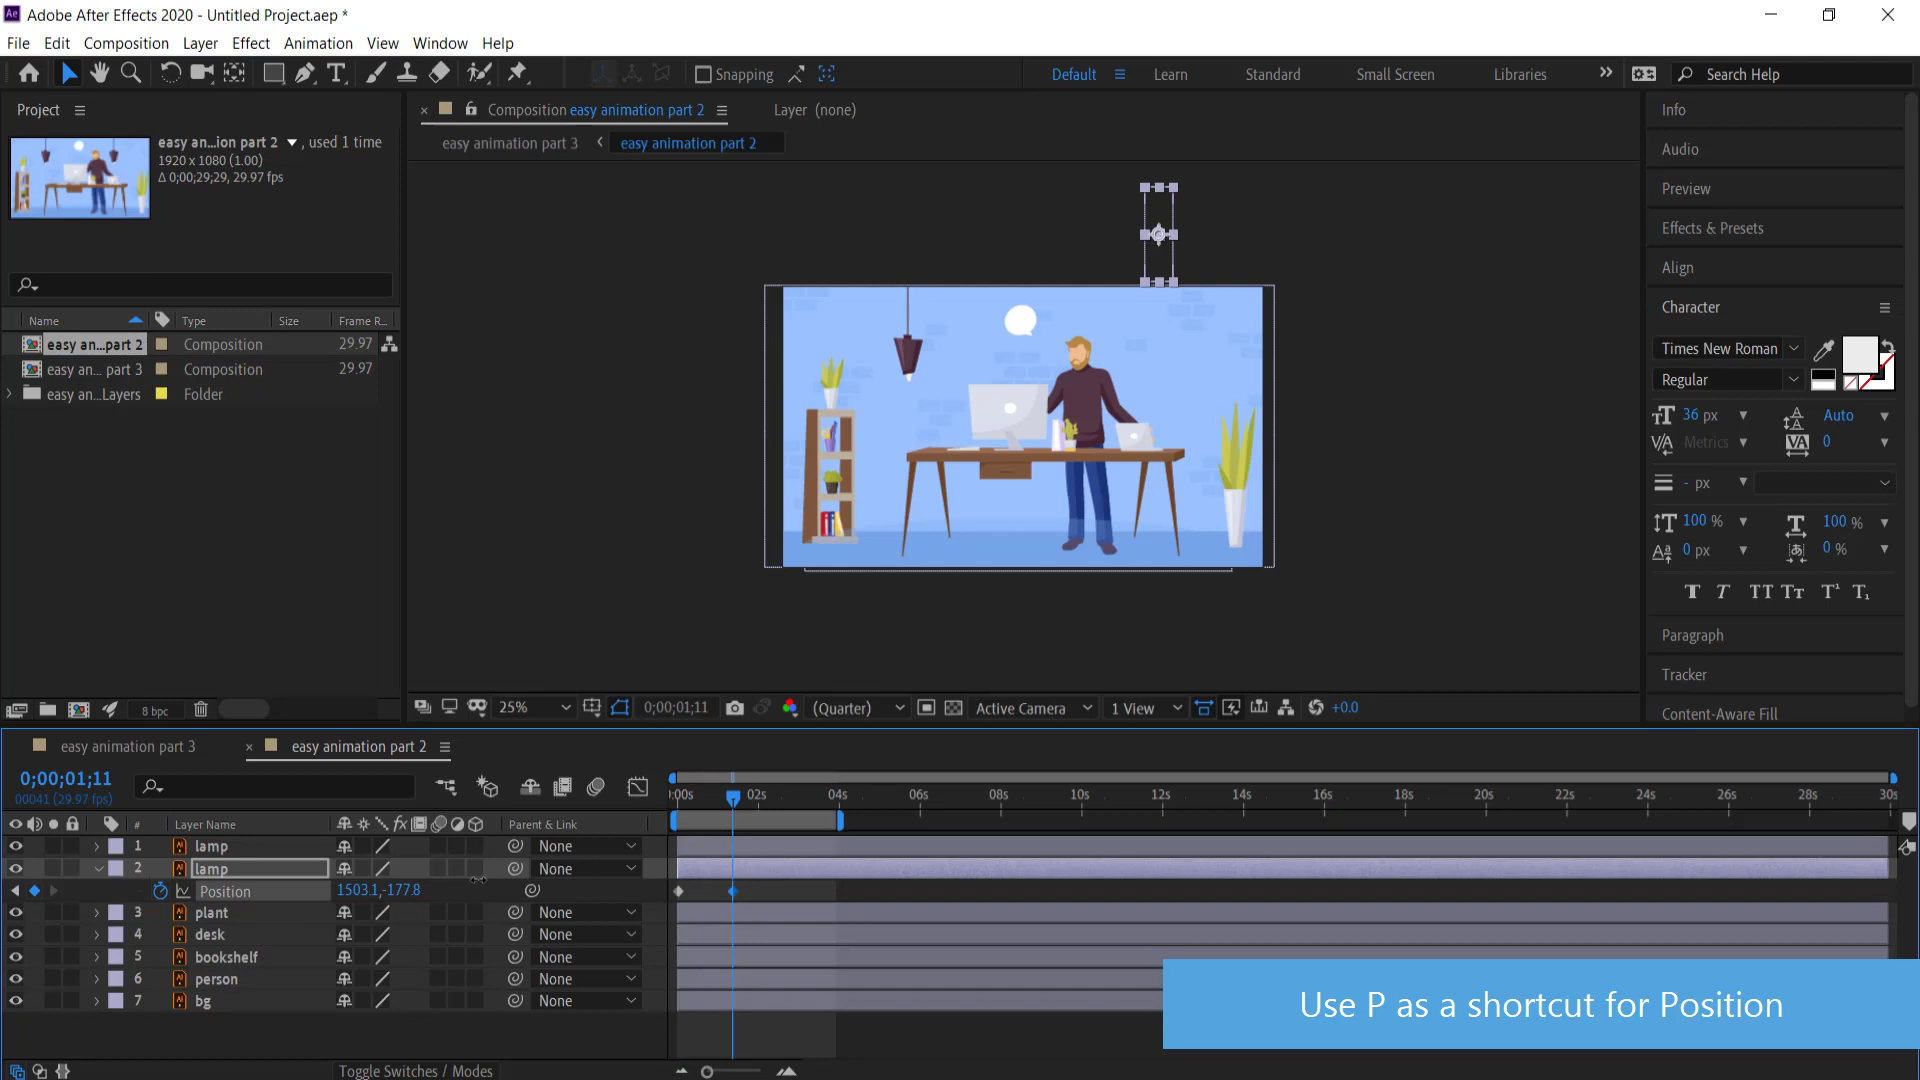 Adobe After Effects 2020 - Untitled Project.aep *
File Edit Composition Layer Effect Animation View Window Help
Snapping
Default Learn Standard Small Screen Libraries Search Help
Project
easy an...ion part 2 , used 1 time
1920 x 1080 (1.00)
Δ 0;00;29;29, 29.97 fps
Name Type Size Frame R...
easy an...part 2 Composition 29.97
easy an... part 3 Composition 29.97
easy an...Layers Folder
8 bpc
Composition easy animation part 2 Layer (none)
easy animation part 3 easy animation part 2
25% 0;00;01;11 (Quarter) Active Camera 1 View +0.0
Info
Audio
Preview
Effects & Presets
Align
Character
Times New Roman
Regular
36 px Auto
Metrics 0
- px
100 % 100 %
0 px 0 %
Paragraph
Tracker
Content-Aware Fill
easy animation part 3 easy animation part 2
0;00;01;11
00041 (29.97 fps)
:00s 02s 04s 06s 08s 10s 12s 14s 16s 18s 20s 22s 24s 26s 28s 30s
# Layer Name Parent & Link
1 lamp None
2 lamp None
Position 1503.1,-177.8
3 plant None
4 desk None
5 bookshelf None
6 person None
7 bg None
Use P as a shortcut for Position
Toggle Switches / Modes